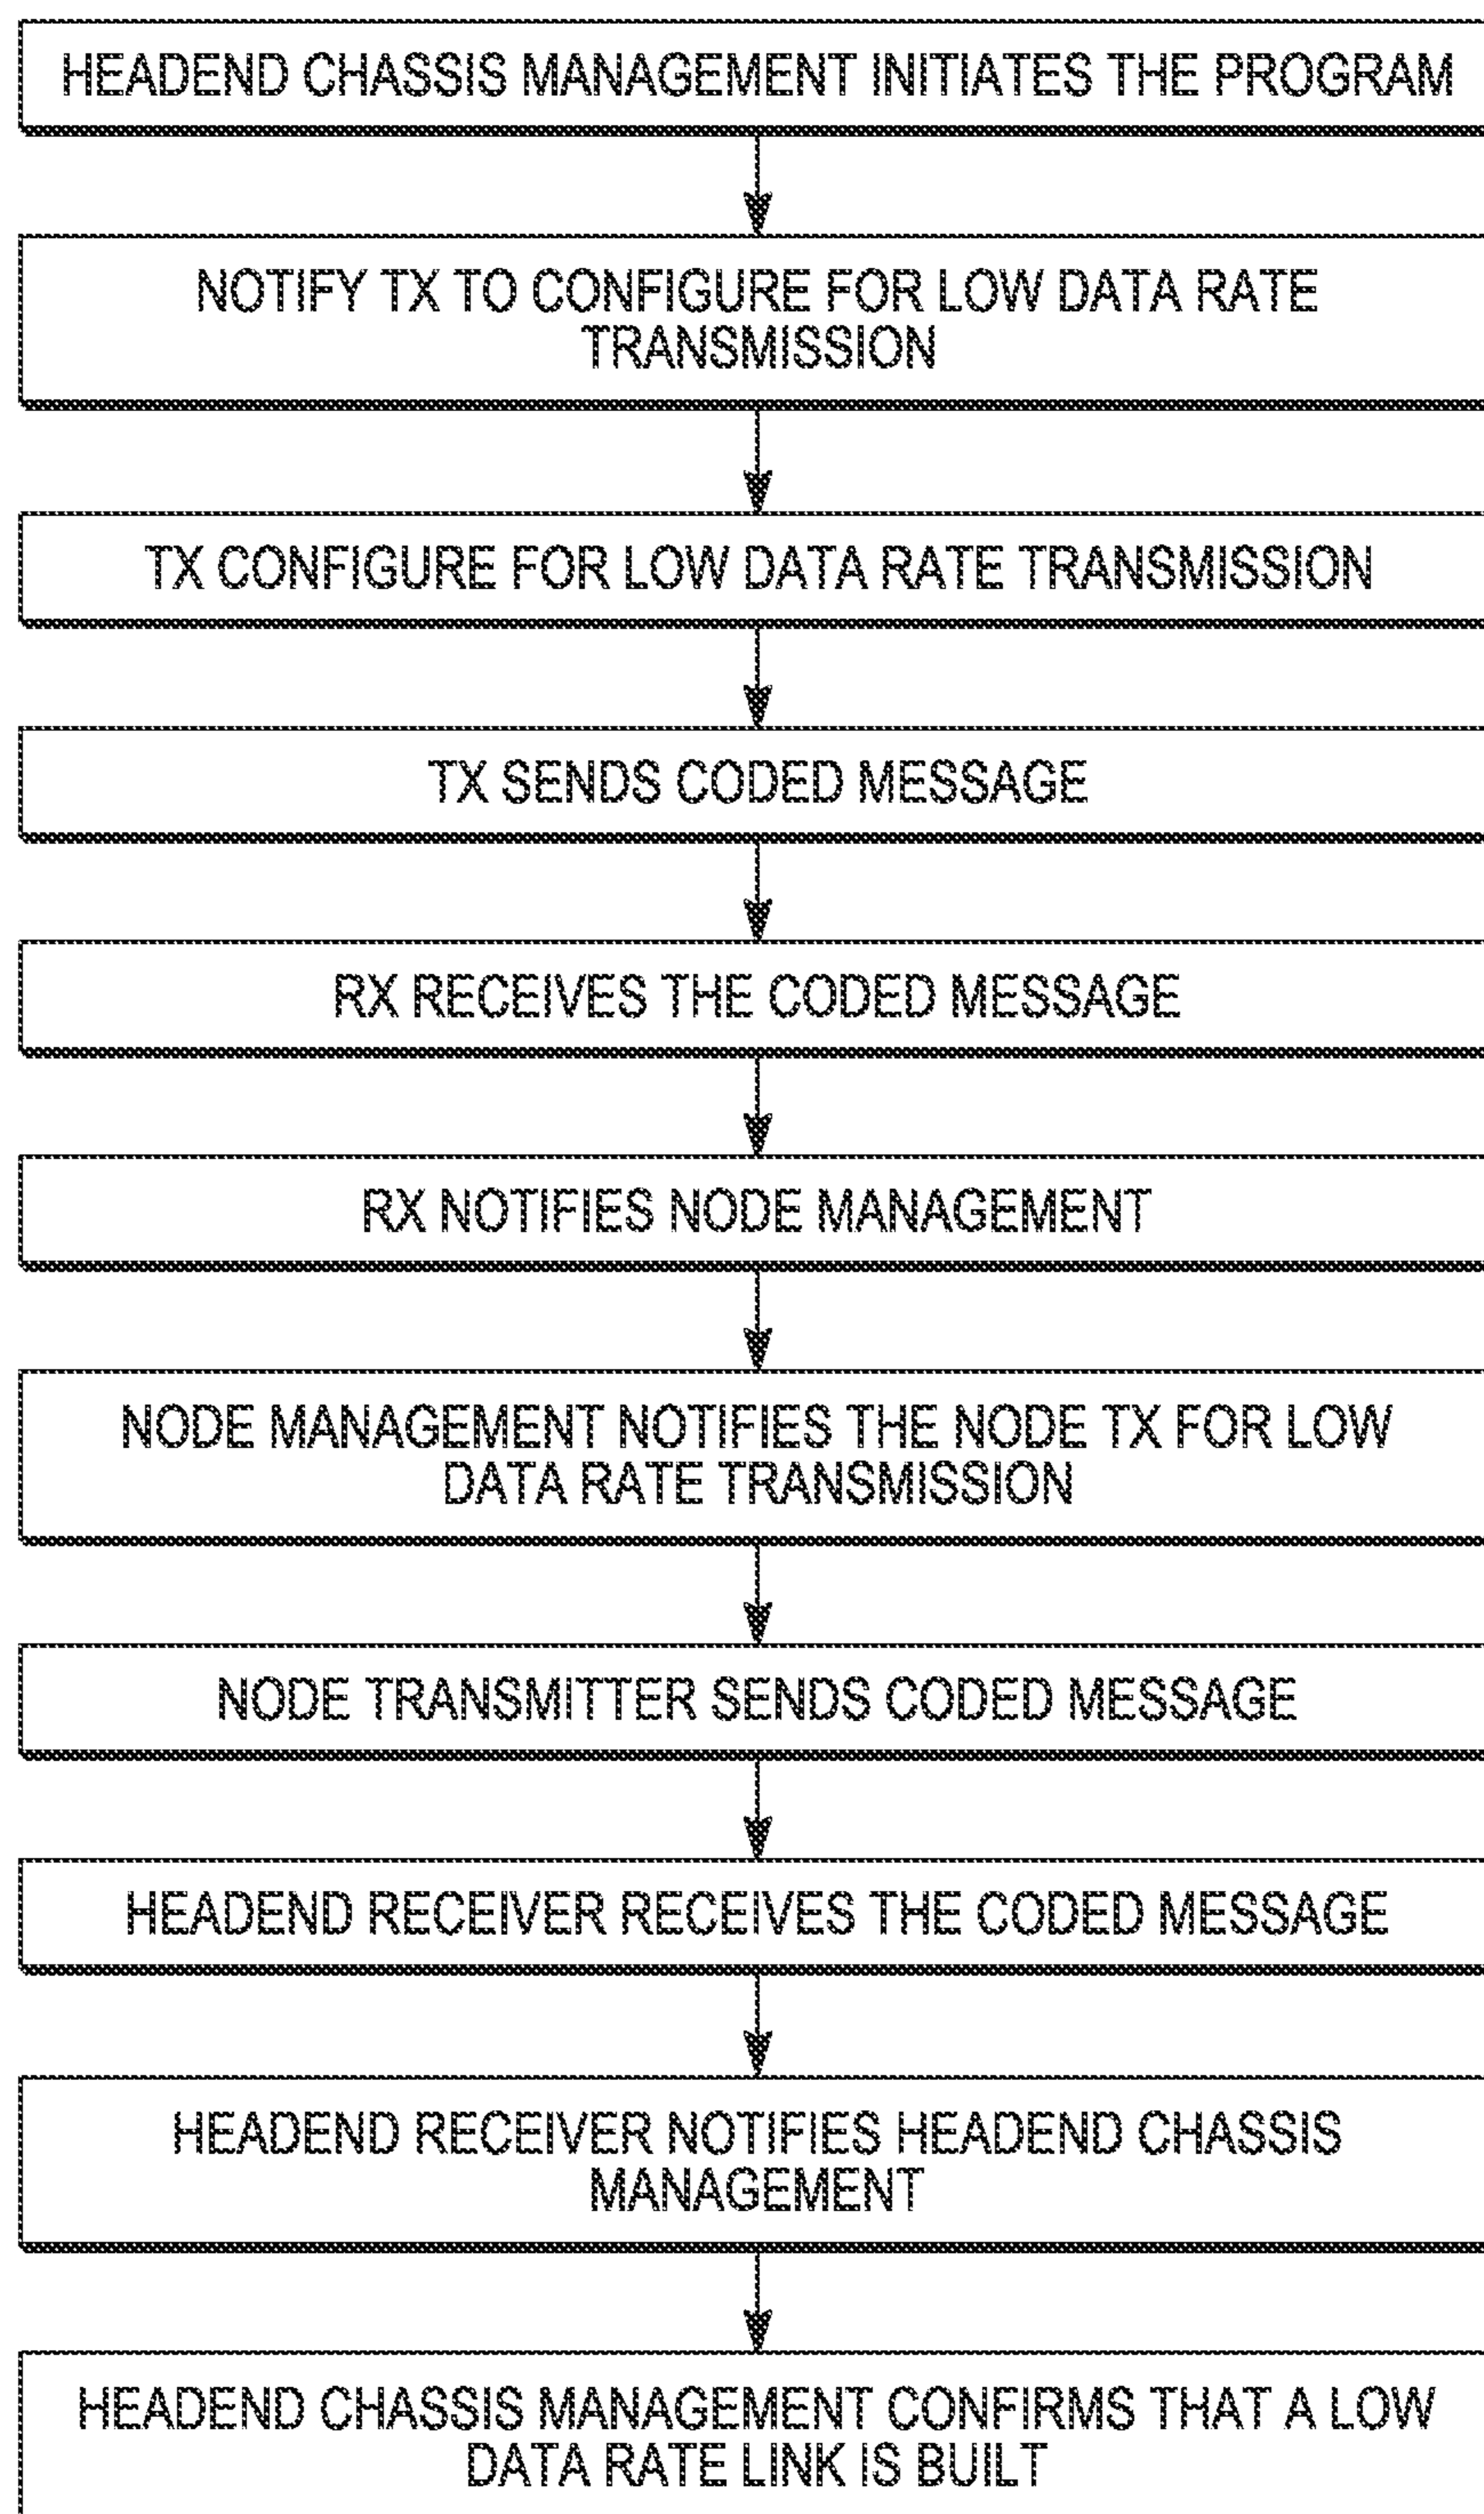 HEADEND CHASSIS MANAGEMENT INITIATES THE PROGRAM
NOTIFY TX TO CONFIGURE FOR LOW DATA RATE
TRANSMISSION
TX CONFIGURE FOR LOW DATA RATE TRANSMISSION
TX SENDS CODED MESSAGE
RX RECEIVES THE CODED MESSAGE
RX NOTIFIES NODE MANAGEMENT
NODE MANAGEMENT NOTIFIES THE NODE TX FOR LOW
DATA RATE TRANSMISSION
NODE TRANSMITTER SENDS CODED MESSAGE
HEADEND RECEIVER RECEIVES THE CODED MESSAGE
HEADEND RECEIVER NOTIFIES HEADEND CHASSIS
MANAGEMENT
HEADEND CHASSIS MANAGEMENT CONFIRMS THAT A LOW
DATA RATE LINK IS BUILT